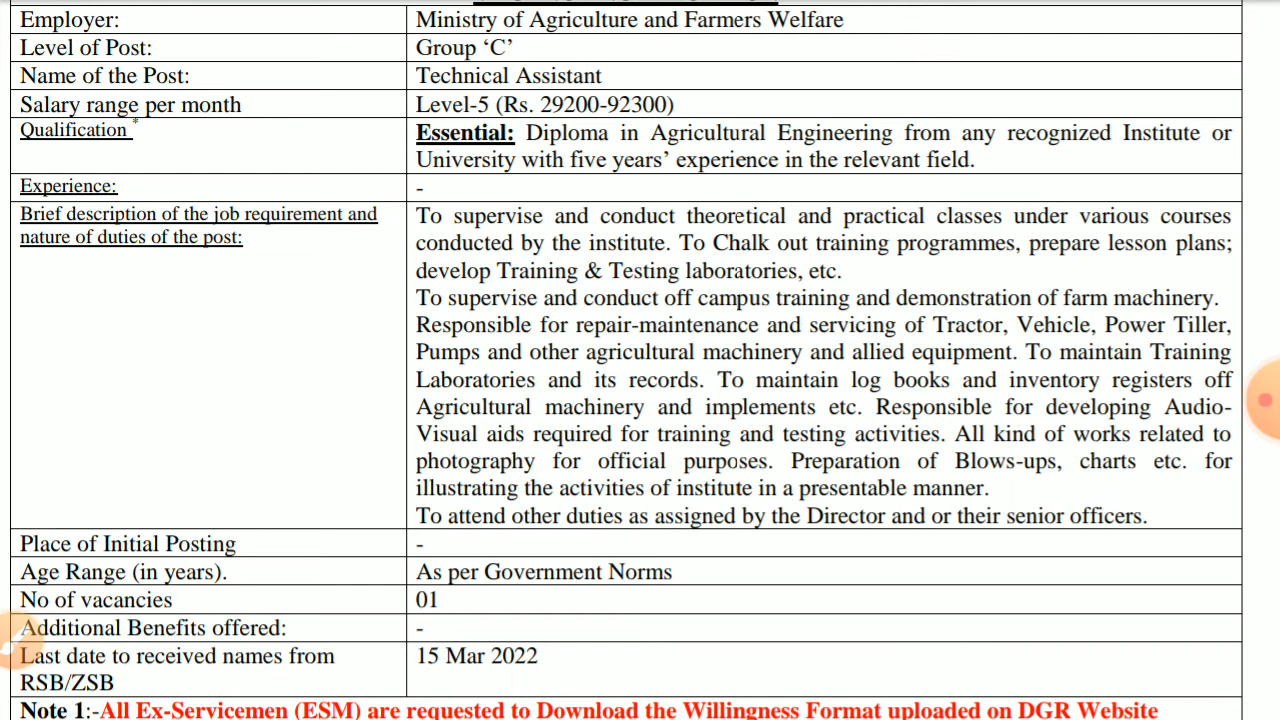 Employer: Ministry of Agriculture and Farmers Welfare
Level of Post: Group ‘C’
Name of the Post: Technical Assistant
Salary range per month Level-5 (Rs. 29200-92300)
Qualification * Essential: Diploma in Agricultural Engineering from any recognized Institute or
University with five years’ experience in the relevant field.
Experience: -
Brief description of the job requirement and
nature of duties of the post:
To supervise and conduct theoretical and practical classes under various courses
conducted by the institute. To Chalk out training programmes, prepare lesson plans;
develop Training & Testing laboratories, etc.
To supervise and conduct off campus training and demonstration of farm machinery.
Responsible for repair-maintenance and servicing of Tractor, Vehicle, Power Tiller,
Pumps and other agricultural machinery and allied equipment. To maintain Training
Laboratories and its records. To maintain log books and inventory registers off
Agricultural machinery and implements etc. Responsible for developing Audio-
Visual aids required for training and testing activities. All kind of works related to
photography for official purposes. Preparation of Blows-ups, charts etc. for
illustrating the activities of institute in a presentable manner.
To attend other duties as assigned by the Director and or their senior officers.
Place of Initial Posting -
Age Range (in years). As per Government Norms
No of vacancies 01
Additional Benefits offered: -
Last date to received names from
RSB/ZSB
15 Mar 2022
Note 1:-All Ex-Servicemen (ESM) are requested to Download the Willingness Format uploaded on DGR Website